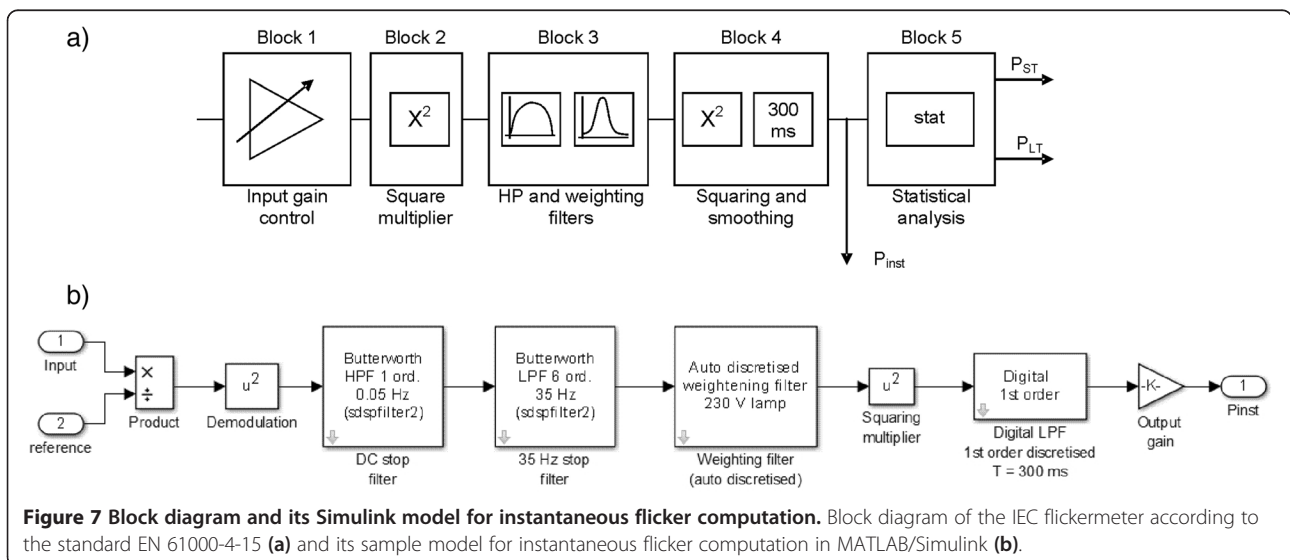 a)
Block 1 Block 2 Block 3 Block 4 Block 5
P_ST
X² X² 300 ms stat
P_LT
Input gain control
Square multiplier
HP and weighting filters
Squaring and smoothing
Statistical analysis
P_inst
b)
1
Input
2
reference
×
÷
Product
u²
Demodulation
Butterworth
HPF 1 ord.
0.05 Hz
(sdspfilter2)
DC stop
filter
Butterworth
LPF 6 ord.
35 Hz
(sdspfilter2)
35 Hz stop
filter
Auto discretised
weightening filter
230 V lamp
Weighting filter
(auto discretised)
u²
Squaring
multiplier
Digital
1st order
Digital LPF
1st order discretised
T = 300 ms
-K-
Output
gain
1
Pinst
Figure 7 Block diagram and its Simulink model for instantaneous flicker computation. Block diagram of the IEC flickermeter according to
the standard EN 61000-4-15 (a) and its sample model for instantaneous flicker computation in MATLAB/Simulink (b).